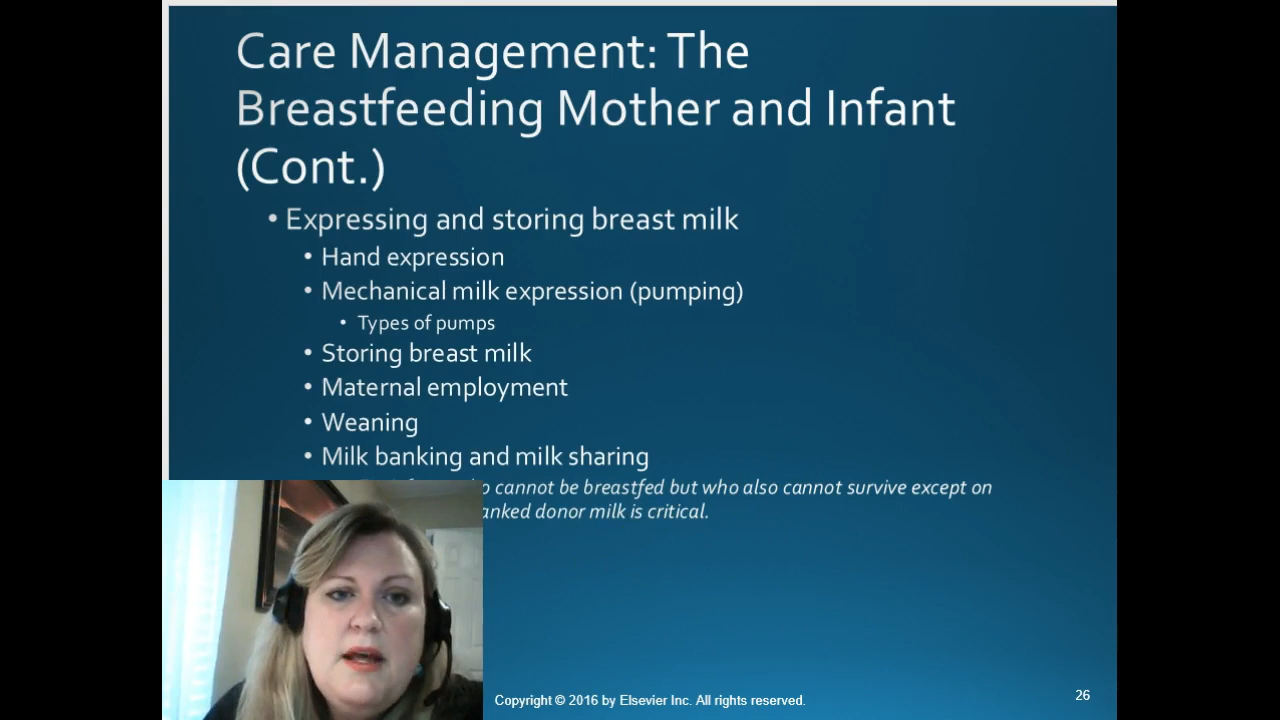 Care Management: The
Breastfeeding Mother and Infant
(Cont.)
• Expressing and storing breast milk
• Hand expression
• Mechanical milk expression (pumping)
• Types of pumps
• Storing breast milk
• Maternal employment
• Weaning
• Milk banking and milk sharing
cannot be breastfed but who also cannot survive except on
donor milk is critical.
Copyright © 2016 by Elsevier Inc. All rights reserved.
26